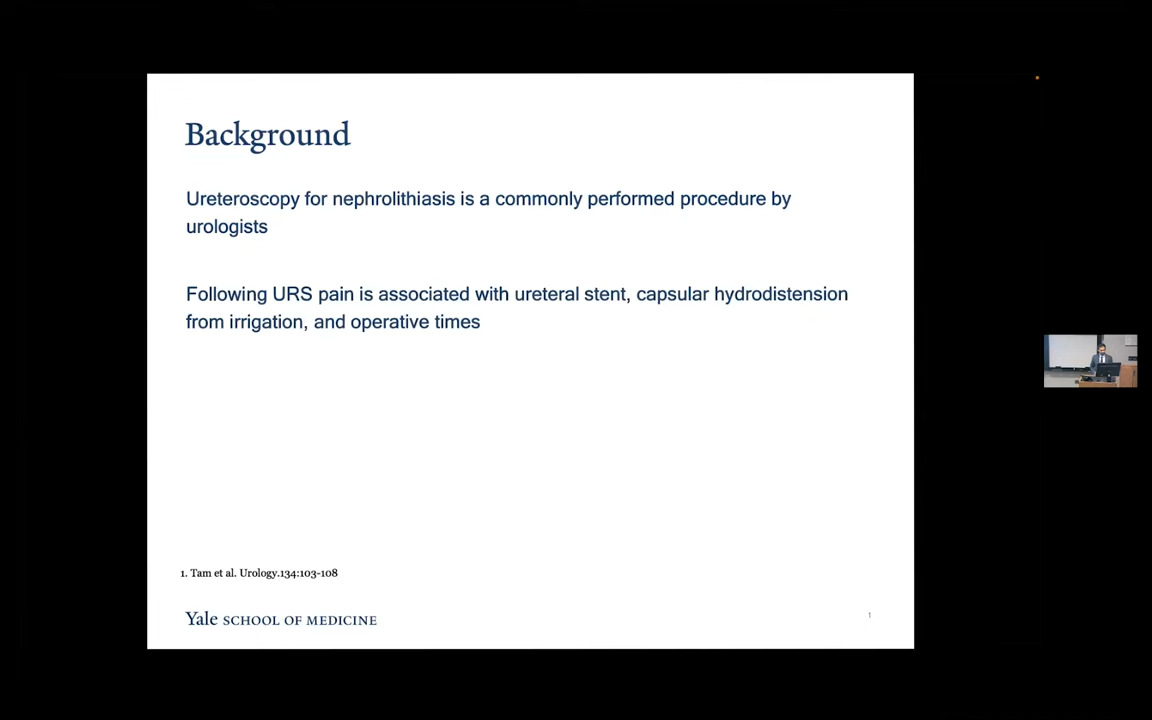 Background
Ureteroscopy for nephrolithiasis is a commonly performed procedure by
urologists
Following URS pain is associated with ureteral stent, capsular hydrodistension
from irrigation, and operative times
1. Tam et al. Urology.134:103-108
Yale SCHOOL OF MEDICINE
1